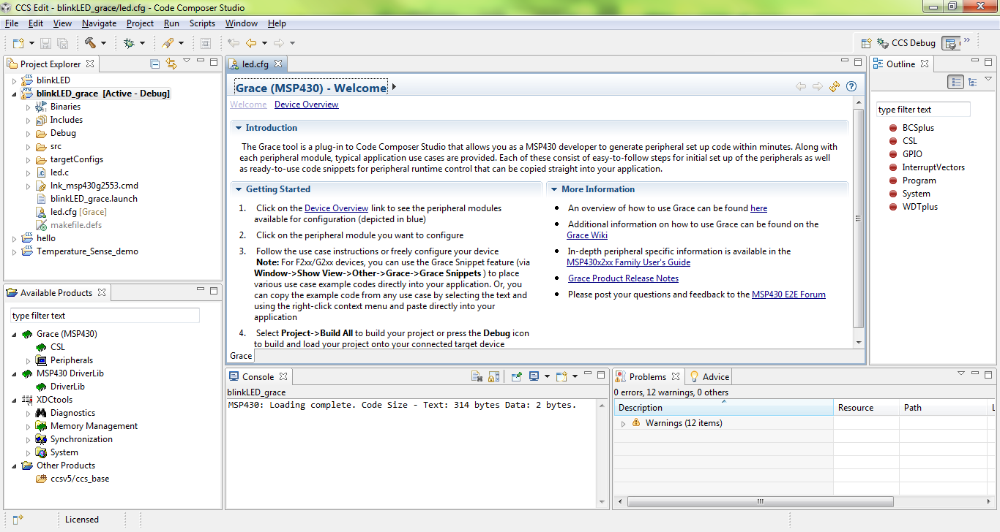 CCS Edit - blinkLED_grace/led.cfg - Code Composer Studio
File Edit View Navigate Project Run Scripts Window Help
CCS Debug
Project Explorer
blinkLED
blinkLED_grace [Active - Debug]
Binaries
Includes
Debug
src
targetConfigs
led.c
lnk_msp430g2553.cmd
blinkLED_grace.launch
led.cfg [Grace]
makefile.defs
hello
Temperature_Sense_demo
Available Products
type filter text
Grace (MSP430)
CSL
Peripherals
MSP430 DriverLib
DriverLib
XDCtools
Diagnostics
Memory Management
Synchronization
System
Other Products
ccsv5/ccs_base
led.cfg
Grace (MSP430) - Welcome
Welcome Device Overview
Introduction
The Grace tool is a plug-in to Code Composer Studio that allows you as a MSP430 developer to generate peripheral set up code within minutes. Along with
each peripheral module, typical application use cases are provided. Each of these consist of easy-to-follow steps for initial set up of the peripherals as well
as ready-to-use code snippets for peripheral runtime control that can be copied straight into your application.
Getting Started
1. Click on the Device Overview link to see the peripheral modules
available for configuration (depicted in blue)
2. Click on the peripheral module you want to configure
3. Follow the use case instructions or freely configure your device
Note: For F2xx/G2xx devices, you can use the Grace Snippet feature (via
Window->Show View->Other->Grace->Grace Snippets ) to place
various use case example codes directly into your application. Or, you
can copy the example code from any use case by selecting the text and
using the right-click context menu and paste directly into your
application
4. Select Project->Build All to build your project or press the Debug icon
to build and load your project onto your connected target device
More Information
• An overview of how to use Grace can be found here
• Additional information on how to use Grace can be found on the
Grace Wiki
• In-depth peripheral specific information is available in the
MSP430x2xx Family User's Guide
• Grace Product Release Notes
• Please post your questions and feedback to the MSP430 E2E Forum
Grace
Outline
type filter text
BCSplus
CSL
GPIO
InterruptVectors
Program
System
WDTplus
Console
blinkLED_grace
MSP430: Loading complete. Code Size - Text: 314 bytes Data: 2 bytes.
Problems Advice
0 errors, 12 warnings, 0 others
Description Resource Path L
Warnings (12 items)
Licensed